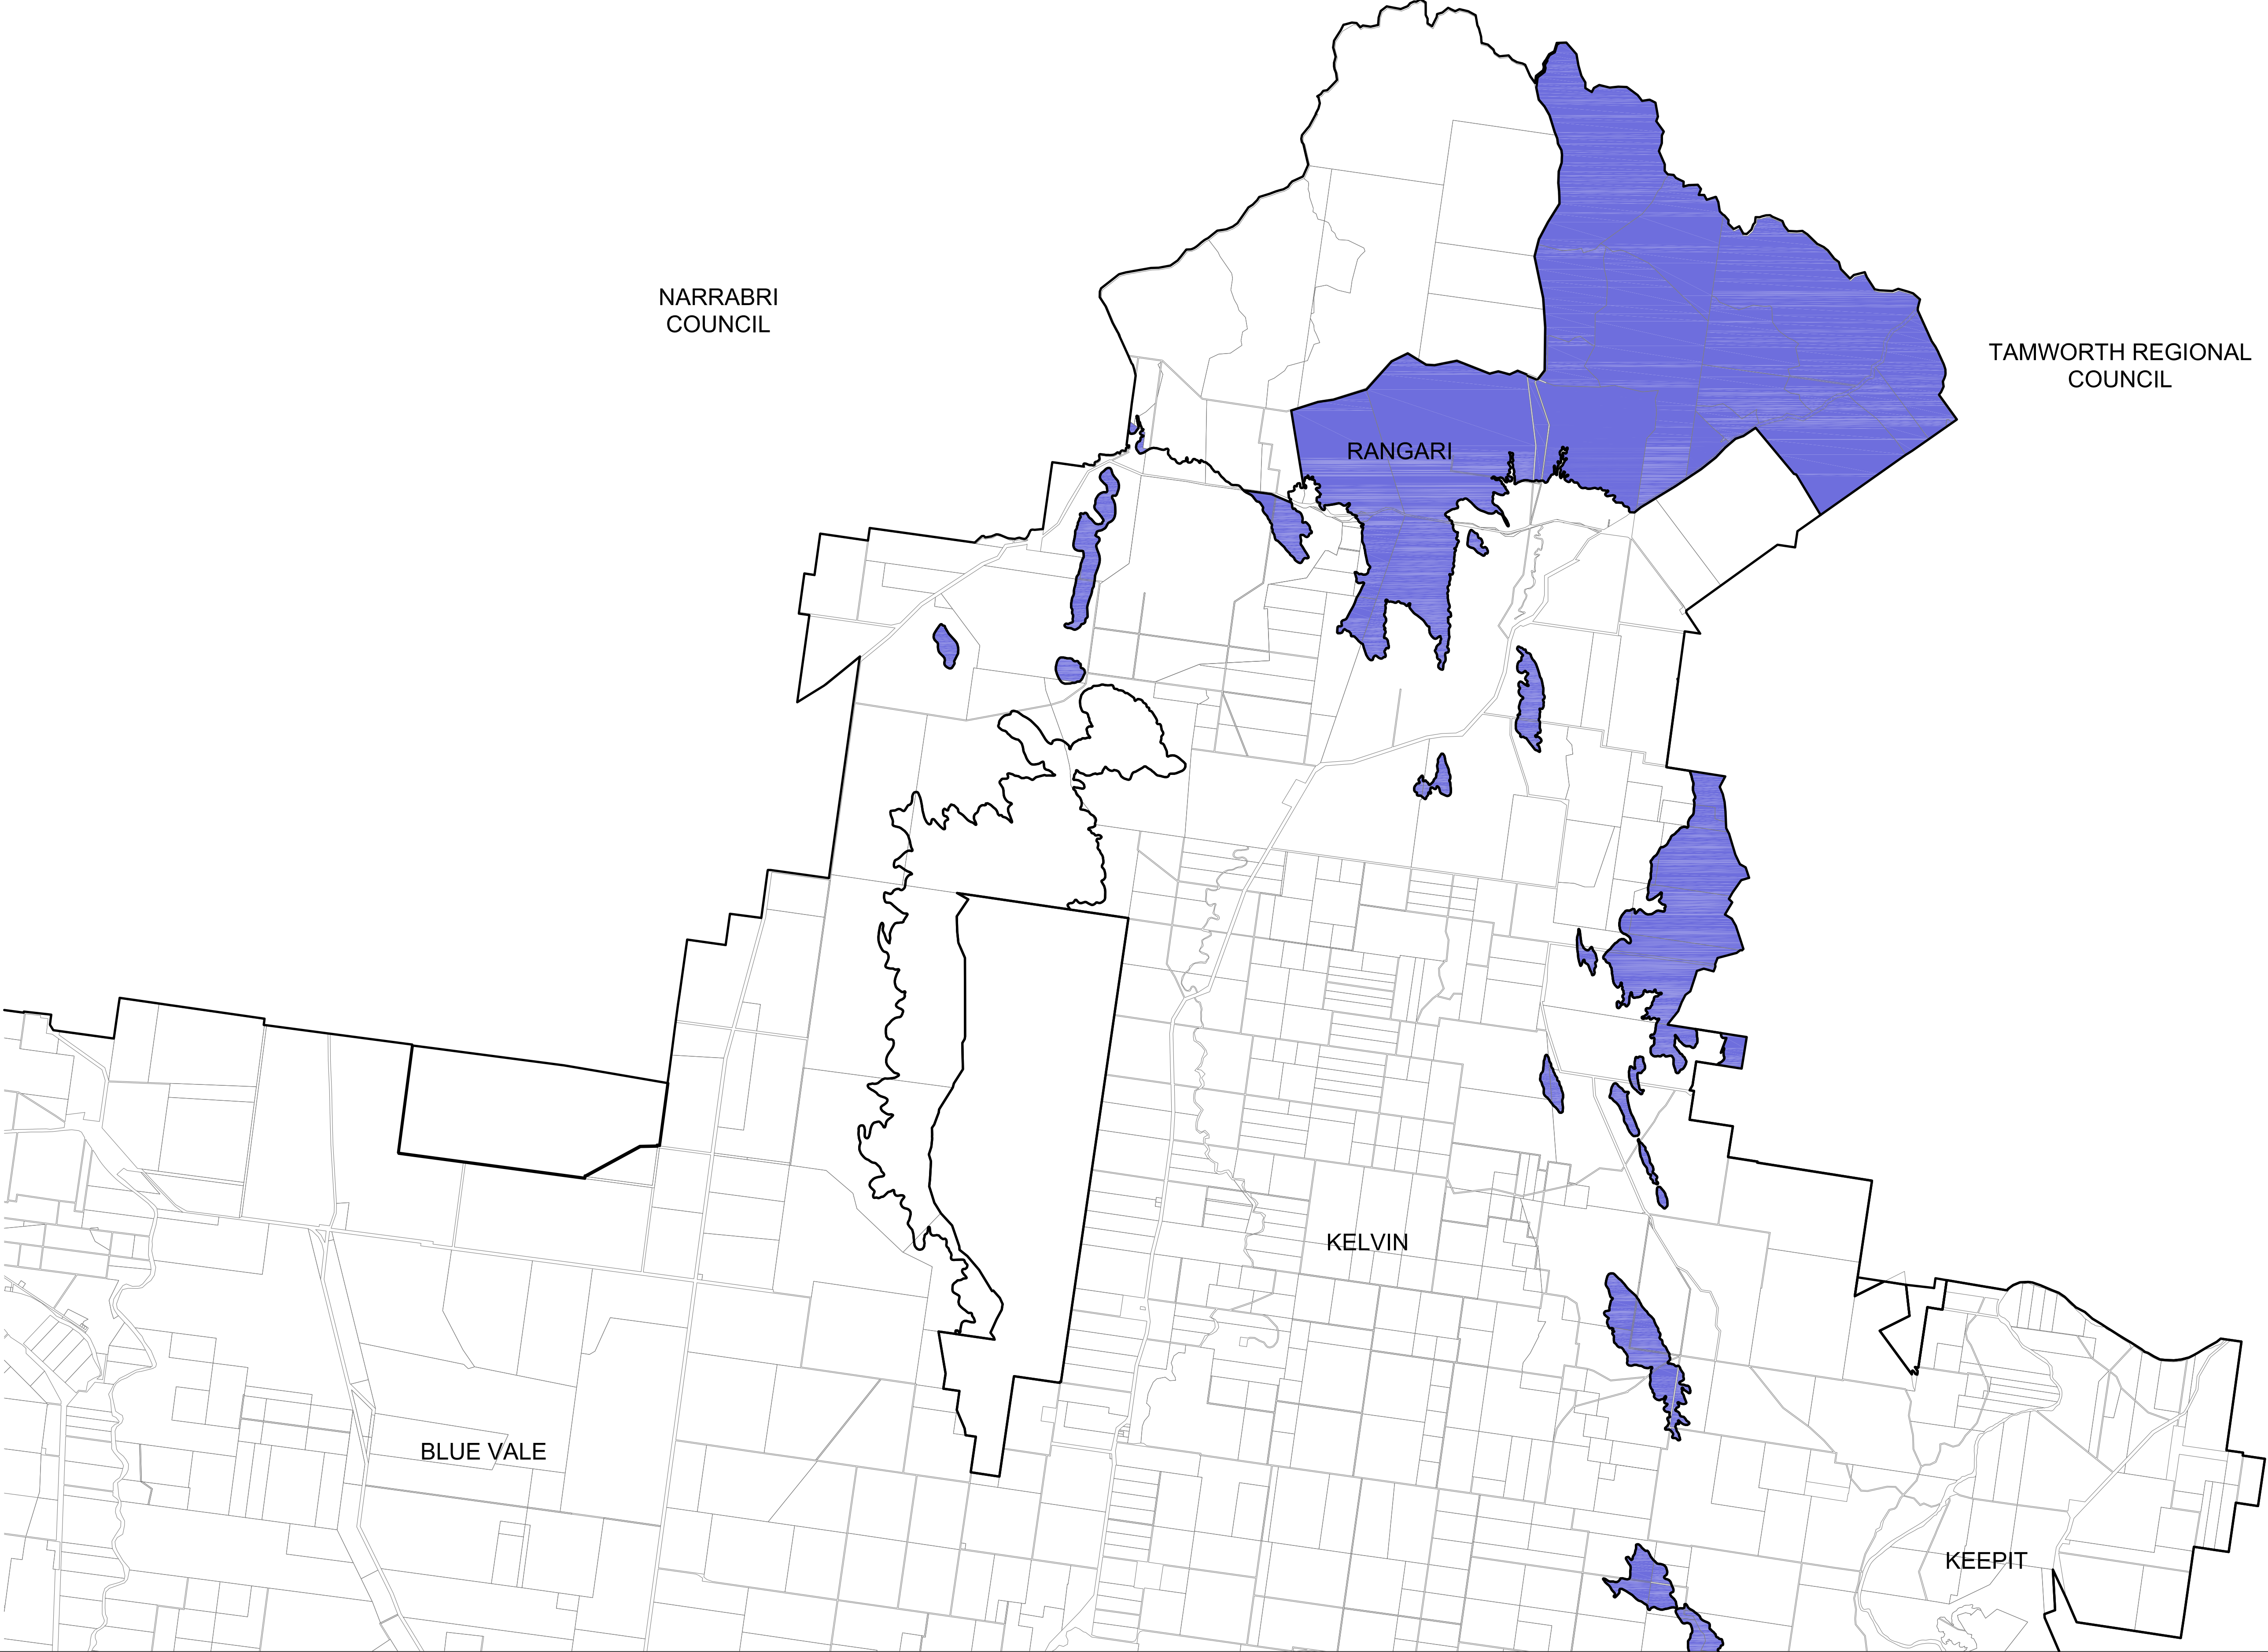 NARRABRI
COUNCIL
TAMWORTH REGIONAL
COUNCIL
RANGARI
KELVIN
BLUE VALE
KEEPIT